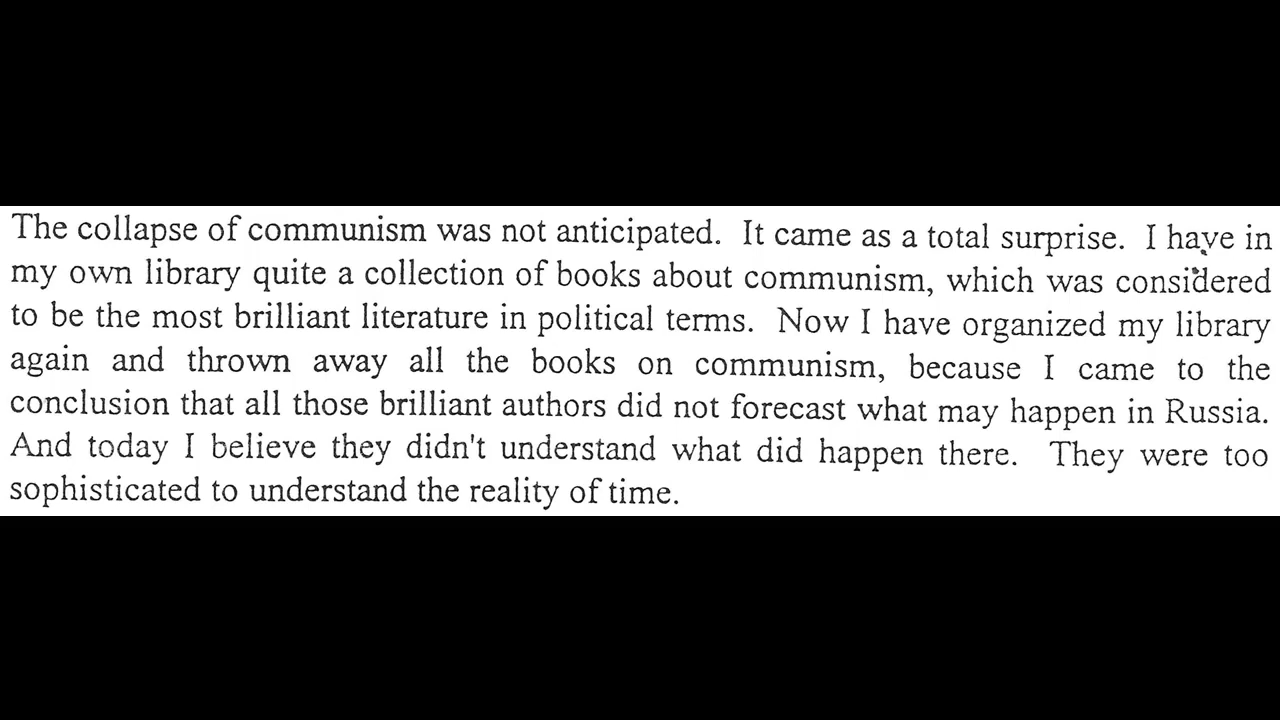 The collapse of communism was not anticipated. It came as a total surprise. I have in
my own library quite a collection of books about communism, which was considered
to be the most brilliant literature in political terms. Now I have organized my library
again and thrown away all the books on communism, because I came to the
conclusion that all those brilliant authors did not forecast what may happen in Russia.
And today I believe they didn't understand what did happen there. They were too
sophisticated to understand the reality of time.